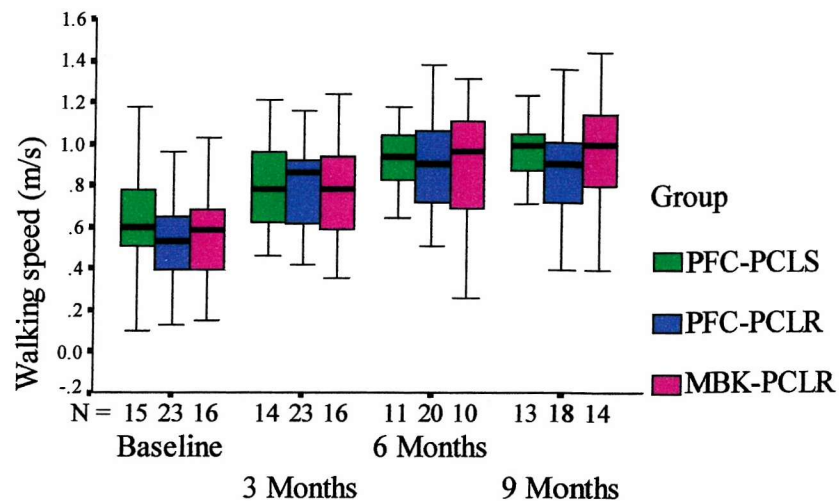 Walking speed (m/s)
1.6
1.4
1.2
1.0
.8
.6
.4
.2
0.0
-.2
N = 15 23 16 14 23 16 11 20 10 13 18 14
Baseline 6 Months
3 Months 9 Months
Group
PFC-PCLS
PFC-PCLR
MBK-PCLR